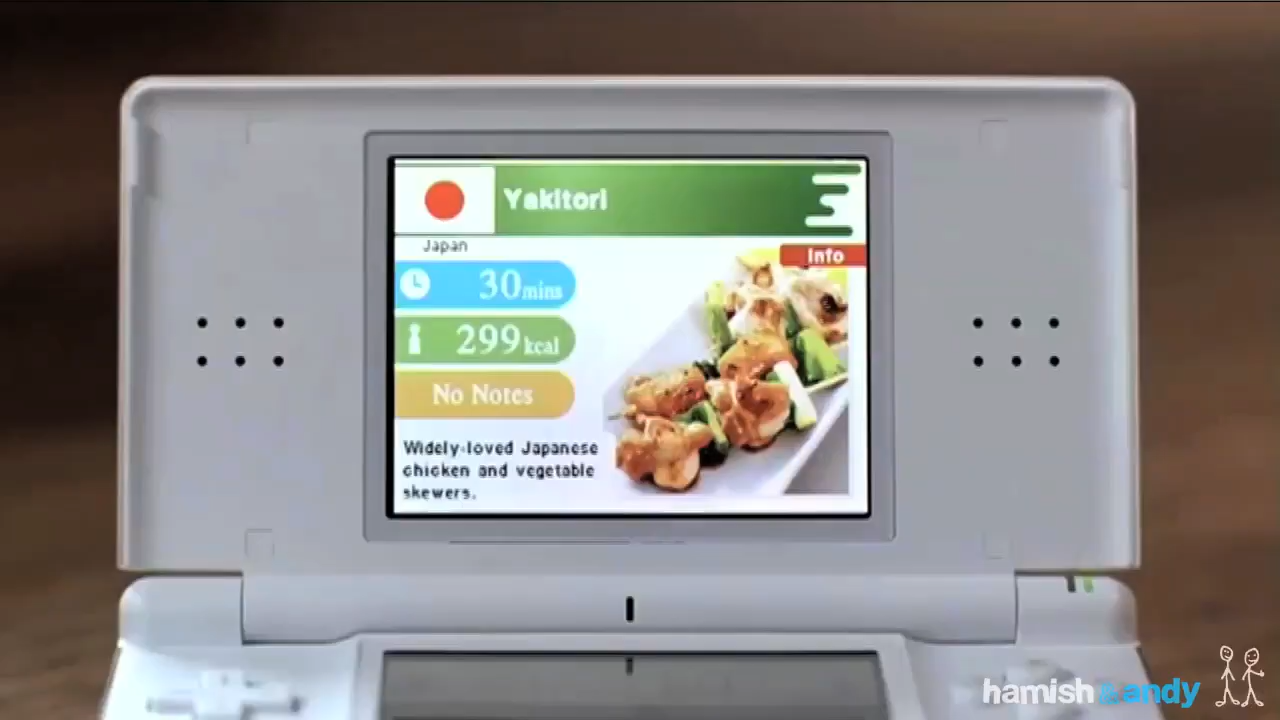 Yakitori
Japan
Info
30mins
299kcal
No Notes
Widely-loved Japanese
chicken and vegetable
skewers.
hamish & andy